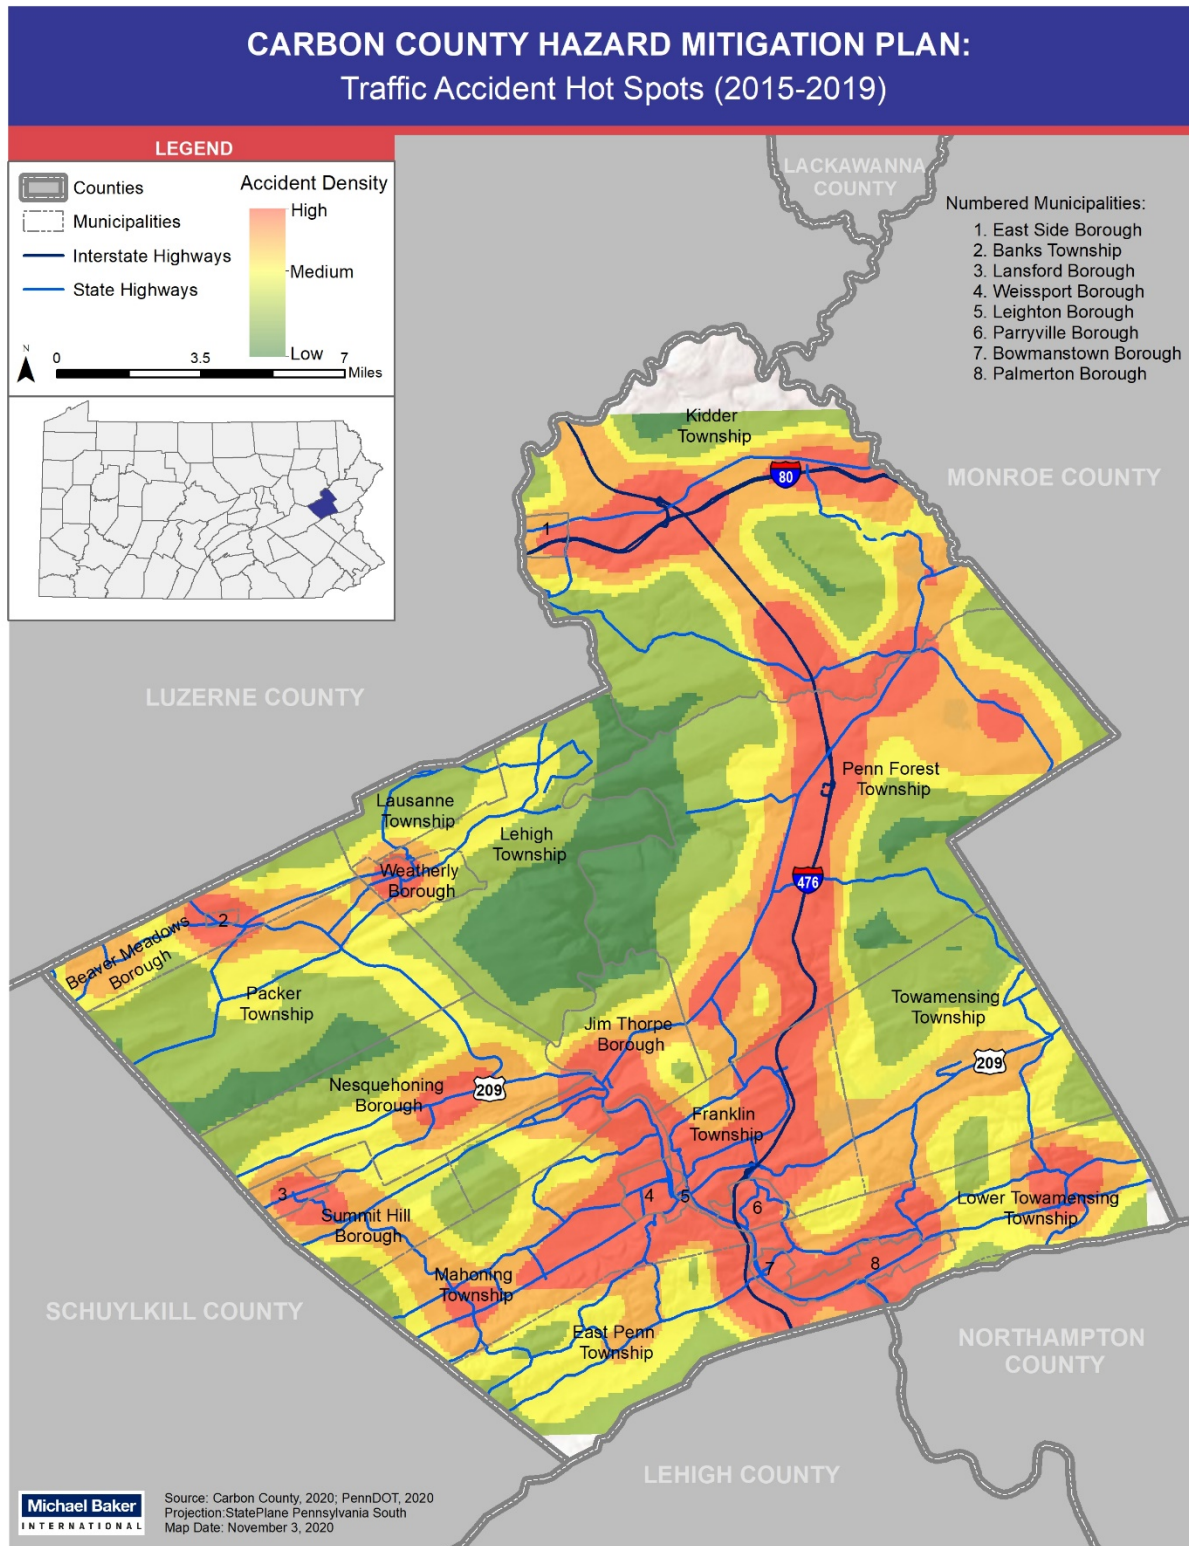 CARBON COUNTY HAZARD MITIGATION PLAN:
Traffic Accident Hot Spots (2015-2019)
LEGEND
Counties
Municipalities
Interstate Highways
State Highways
Accident Density
High
Medium
Low
N
0
3.5
7
Miles
LACKAWANNA
COUNTY
Numbered Municipalities:
1. East Side Borough
2. Banks Township
3. Lansford Borough
4. Weissport Borough
5. Leighton Borough
6. Parryville Borough
7. Bowmanstown Borough
8. Palmerton Borough
Kidder
Township
80
MONROE COUNTY
1
LUZERNE COUNTY
Penn Forest
Township
Lausanne
Township
Lehigh
Township
Weatherly
Borough
476
2
Beaver Meadows
Borough
Packer
Township
Towamensing
Township
Jim Thorpe
Borough
209
Nesquehoning
Borough
209
Franklin
Township
3
4
5
6
Lower Towamensing
Township
Summit Hill
Borough
7
8
Mahoning
Township
SCHUYLKILL COUNTY
East Penn
Township
NORTHAMPTON
COUNTY
LEHIGH COUNTY
Michael Baker
INTERNATIONAL
Source: Carbon County, 2020; PennDOT, 2020
Projection:StatePlane Pennsylvania South
Map Date: November 3, 2020